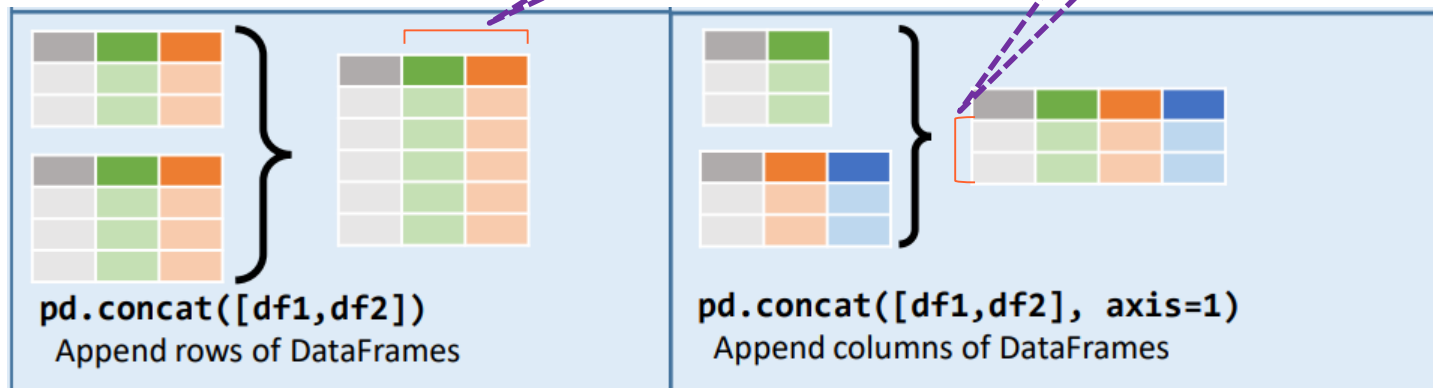 pd.concat([df1,df2])
Append rows of DataFrames
pd.concat([df1,df2], axis=1)
Append columns of DataFrames